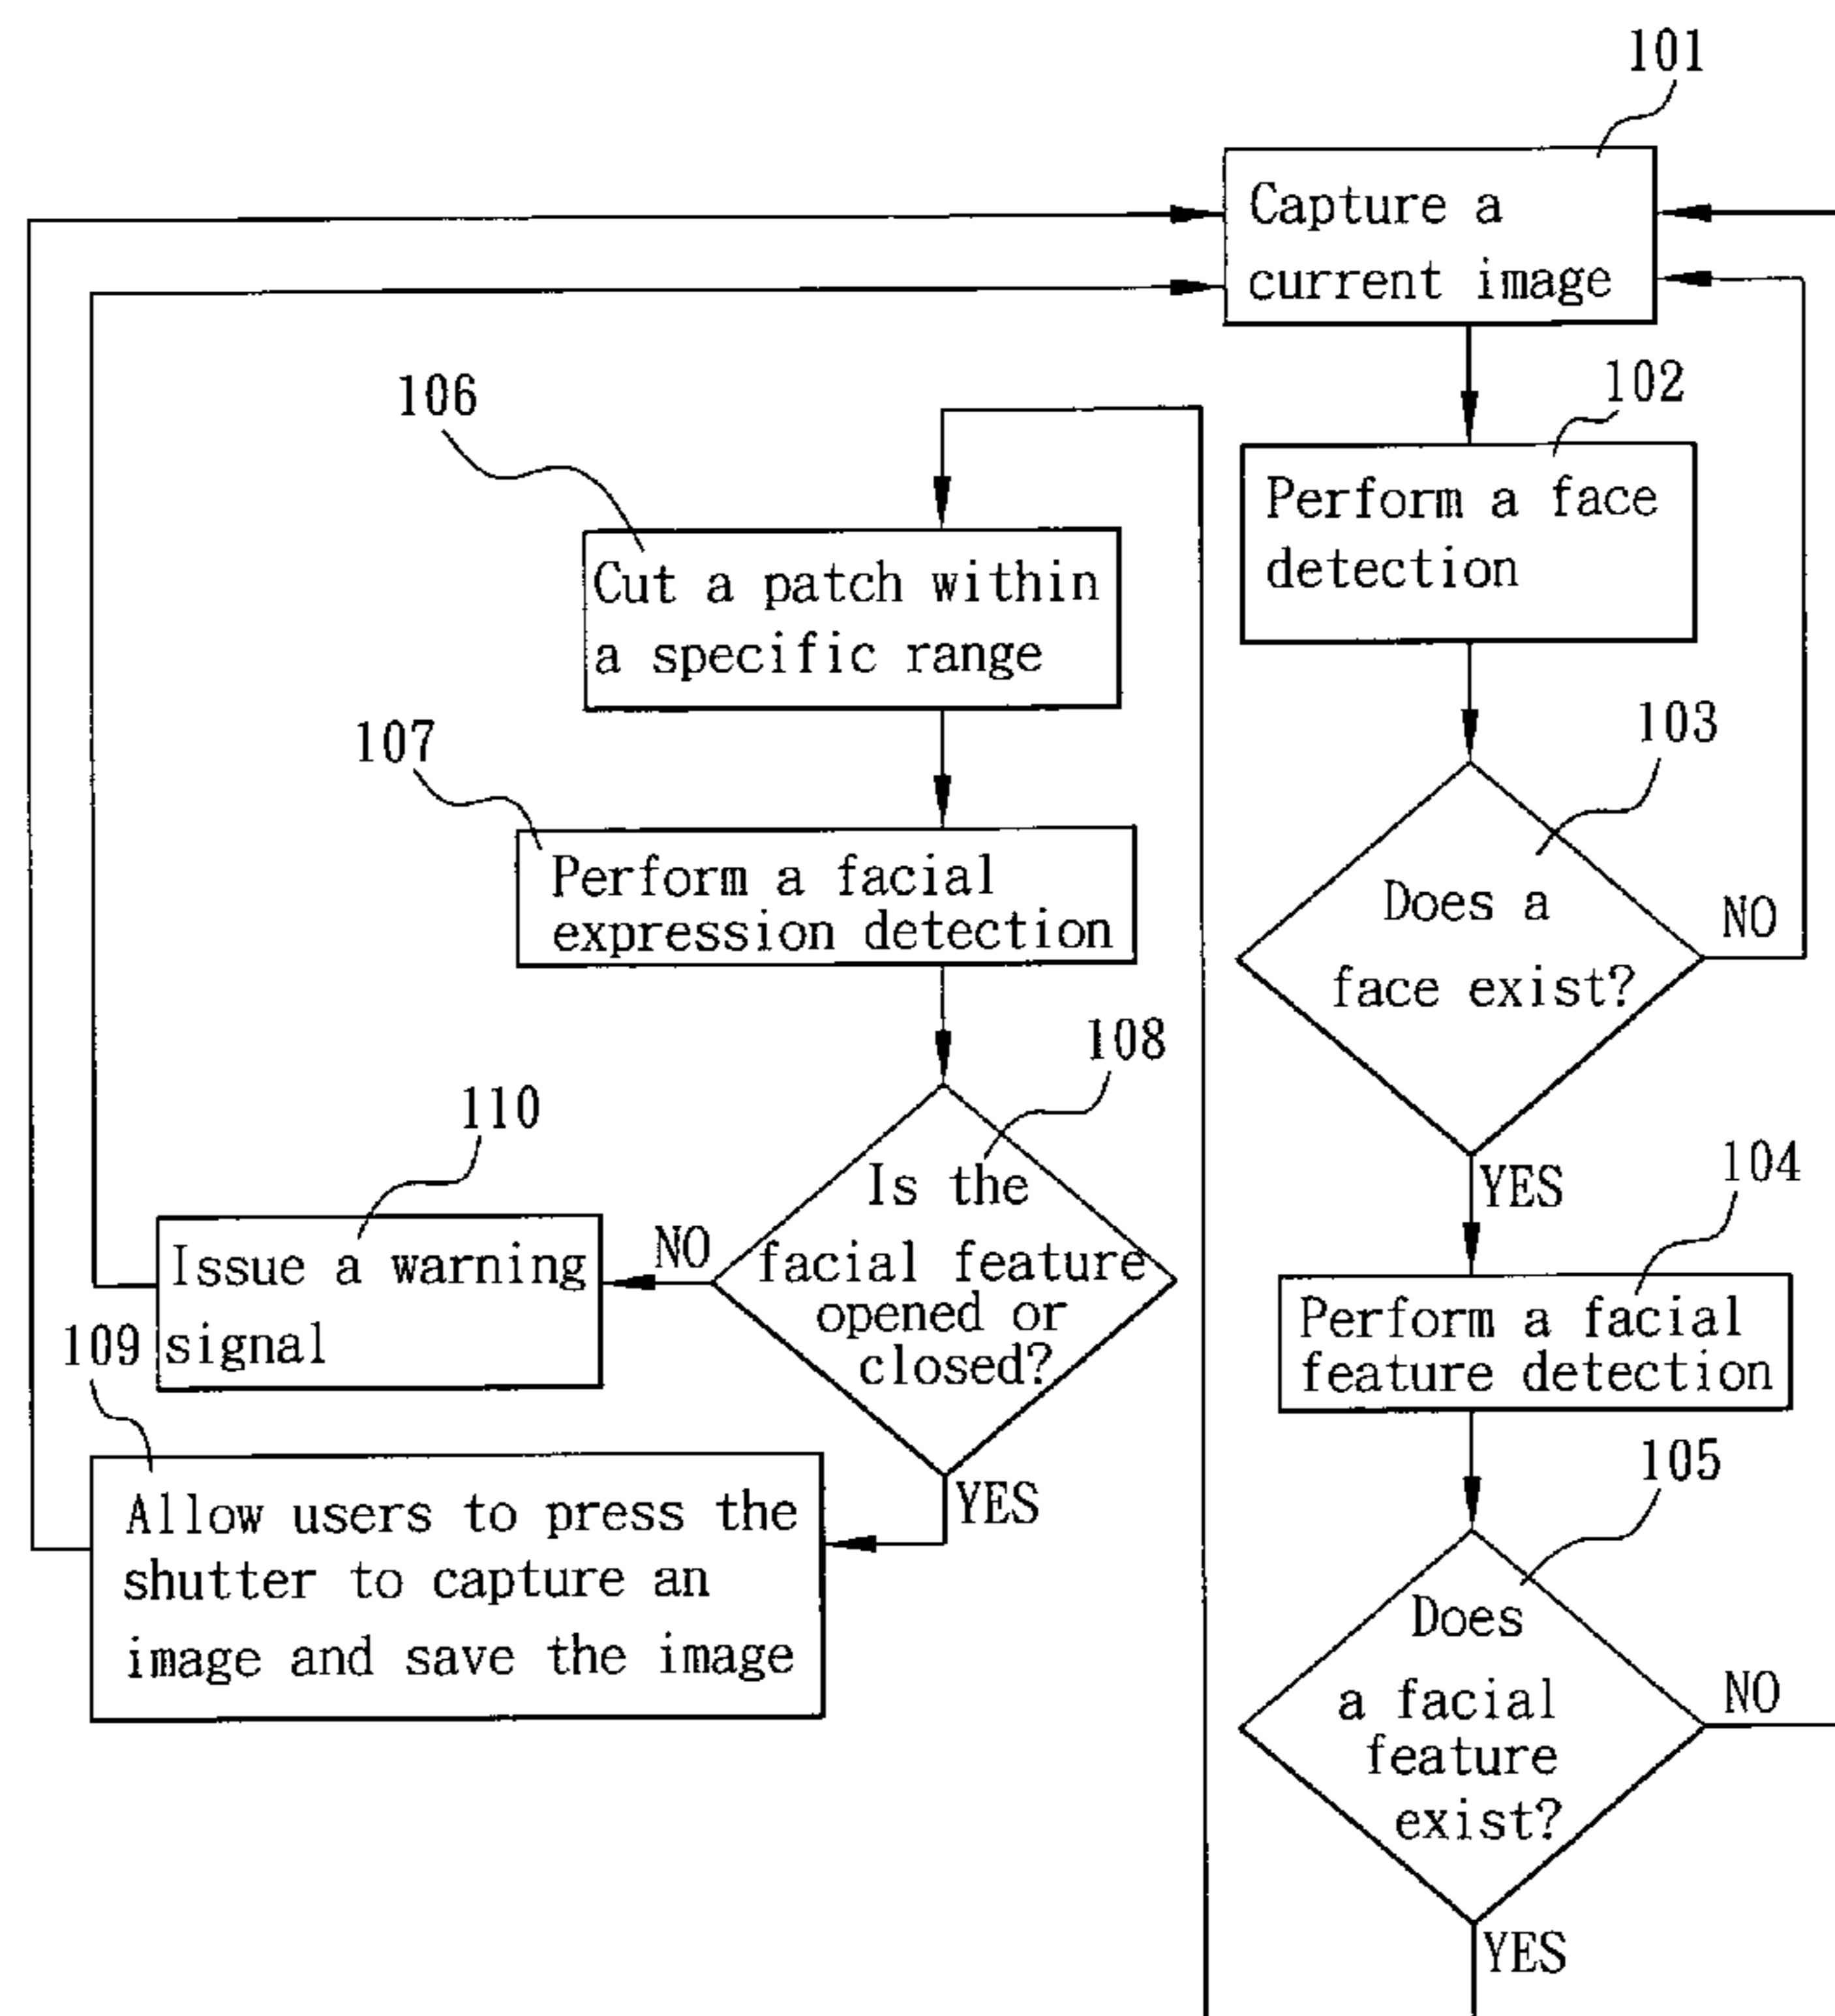 101
Capture a
current image
102
Perform a face
detection
103
Does a
face exist?
NO
YES
104
Perform a facial
feature detection
105
Does
a facial
feature
exist?
NO
YES
106
Cut a patch within
a specific range
107
Perform a facial
expression detection
108
Is the
facial feature
opened or
closed?
NO
YES
110
Issue a warning
signal
109
Allow users to press the
shutter to capture an
image and save the image